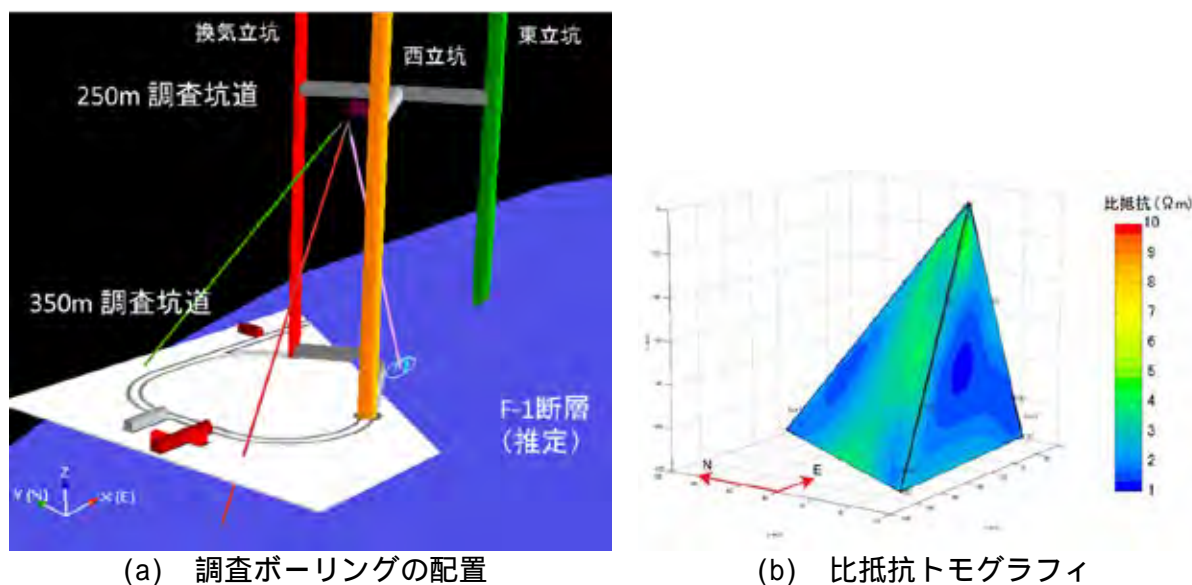 換気立坑
東立坑
西立坑
250m 調査坑道
350m 調査坑道
F-1断層
(推定)
Z
Y (N)
X (E)
比抵抗(Ωm)
10
9
8
7
6
5
4
3
2
1
N
E
(a) 調査ボーリングの配置
(b) 比抵抗トモグラフィ